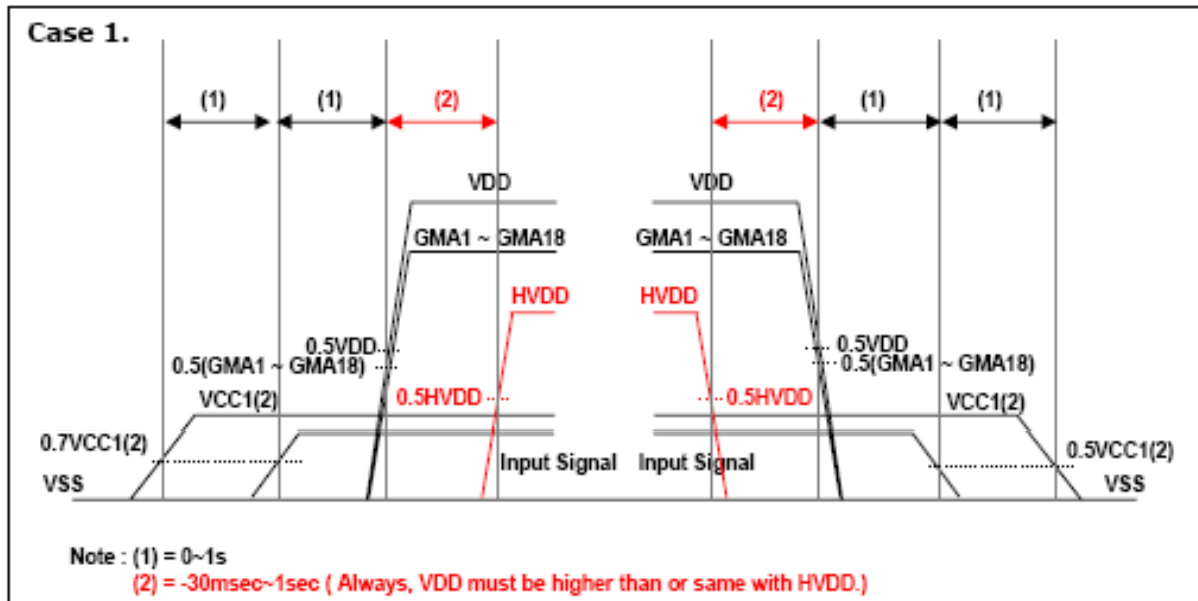 Case 1.
(1) (1) (2) (2) (1) (1)
VDD VDD
GMA1 ~ GMA18 GMA1 ~ GMA18
HVDD HVDD
0.5VDD 0.5VDD
0.5(GMA1 ~ GMA18) 0.5(GMA1 ~ GMA18)
VCC1(2) 0.5HVDD 0.5HVDD VCC1(2)
0.7VCC1(2) Input Signal Input Signal 0.5VCC1(2)
VSS VSS
Note : (1) = 0~1s
(2) = -30msec~1sec ( Always, VDD must be higher than or same with HVDD.)